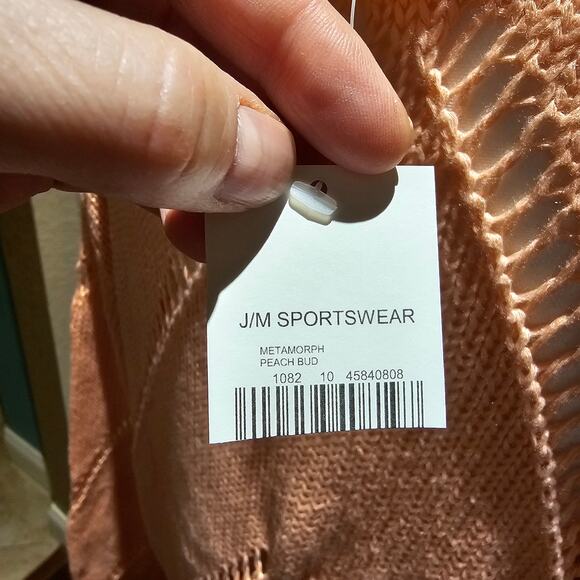 J/M SPORTSWEAR
METAMORPH
PEACH BUD
1082 10 45840808